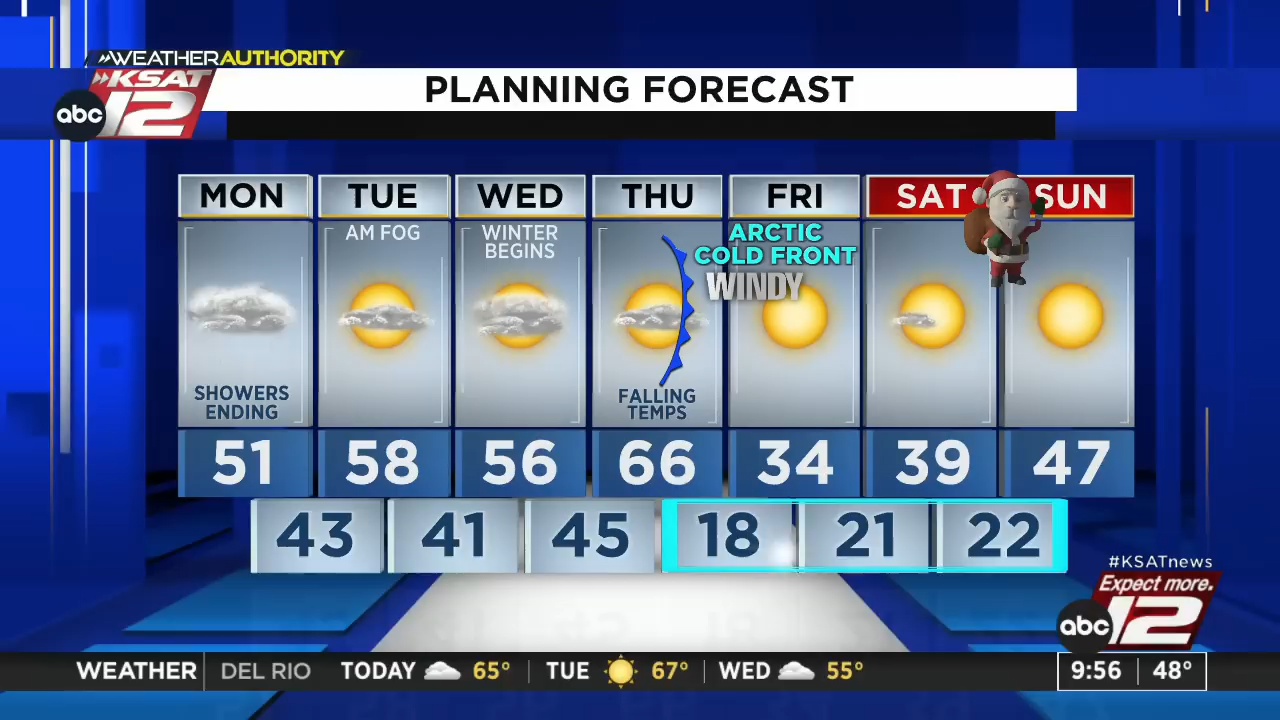 WEATHERAUTHORITY
KSAT
abc 12
PLANNING FORECAST
MON TUE WED THU FRI SAT SUN
AM FOG
WINTER
BEGINS
ARCTIC
COLD FRONT
WINDY
SHOWERS
ENDING
FALLING
TEMPS
51 58 56 66 34 39 47
43 41 45 18 21 22
#KSATnews
Expect more.
abc 12
WEATHER DEL RIO TODAY 65° TUE 67° WED 55° 9:56 48°